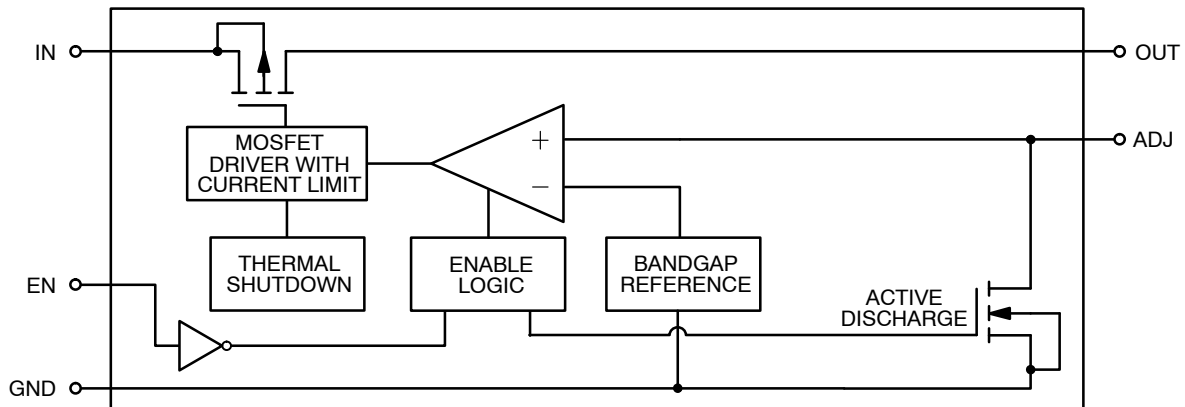 IN
OUT
MOSFET
DRIVER WITH
CURRENT LIMIT
+
−
ADJ
THERMAL
SHUTDOWN
ENABLE
LOGIC
BANDGAP
REFERENCE
EN
ACTIVE
DISCHARGE
GND